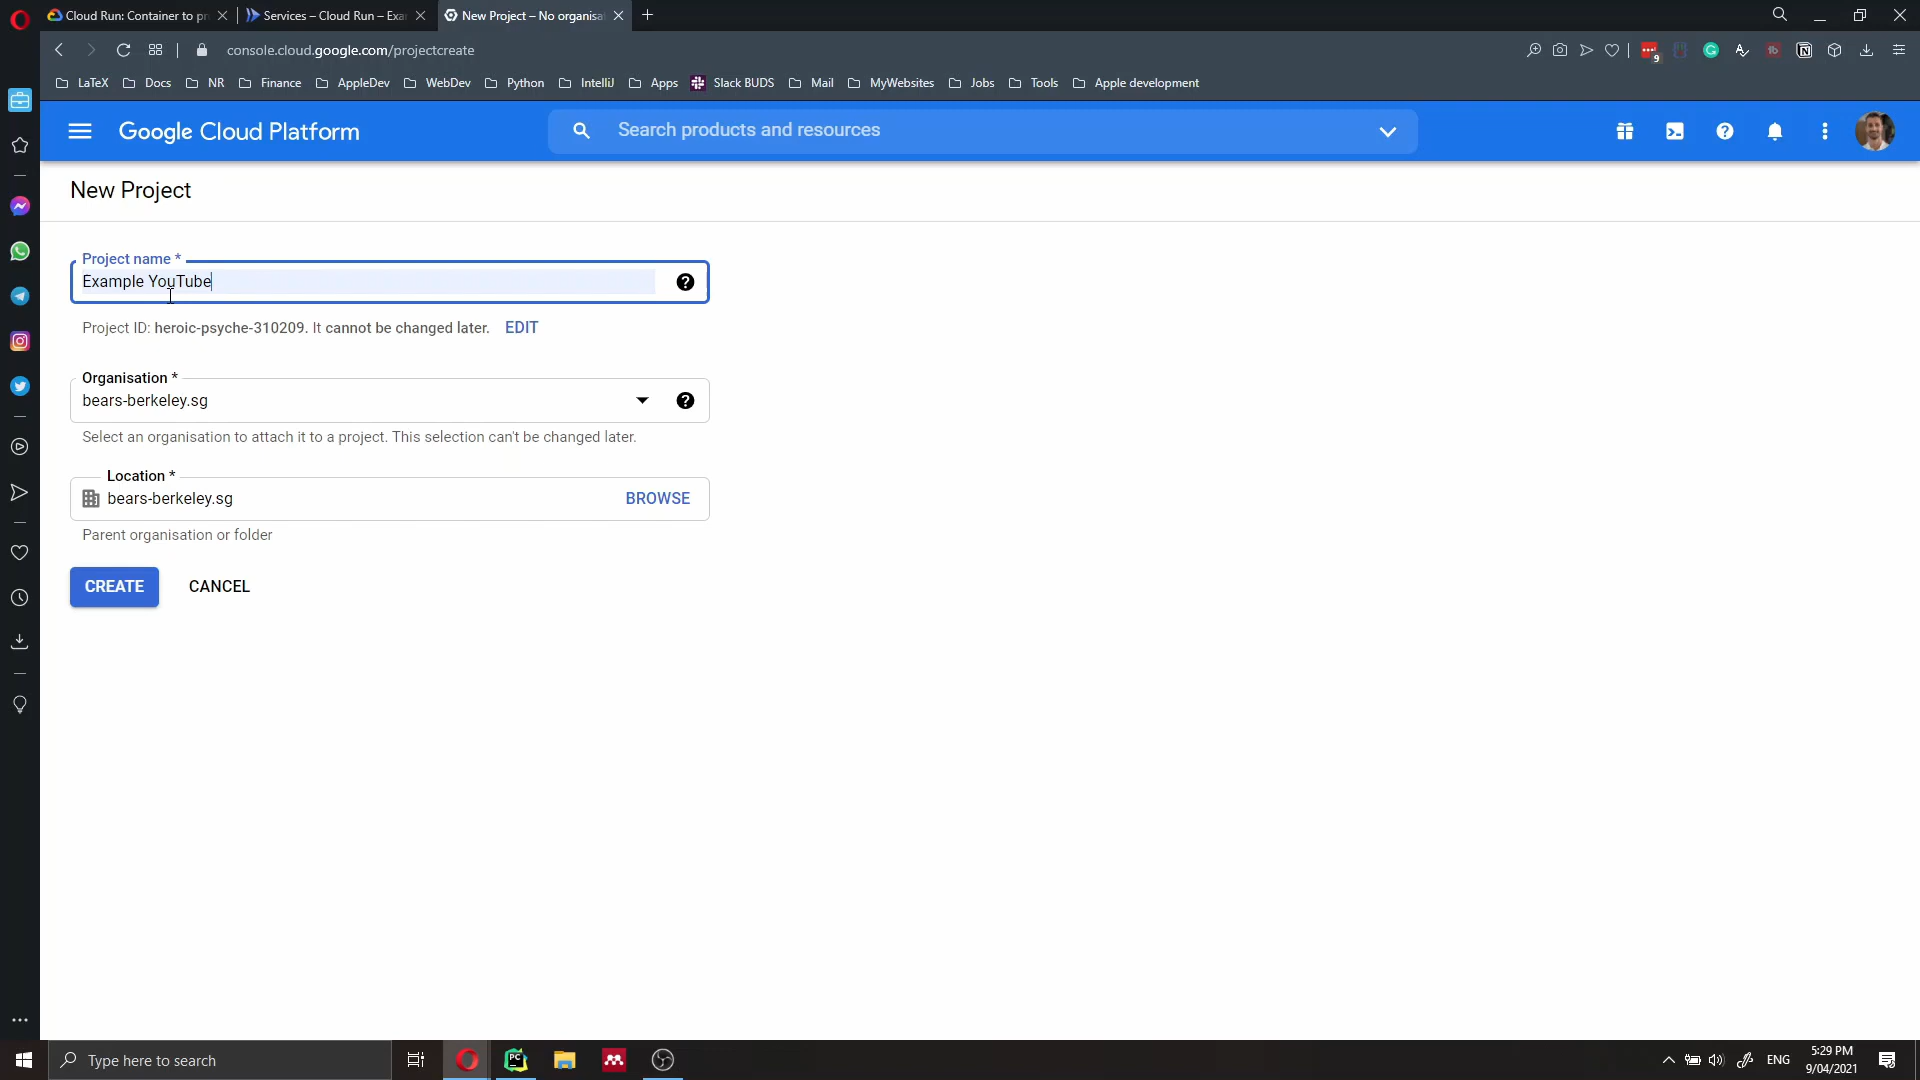 Cloud Run: Container to pr
Services – Cloud Run – Exa
New Project – No organisa
console.cloud.google.com/projectcreate
9
LaTeX
Docs
NR
Finance
AppleDev
WebDev
Python
IntelliJ
Apps
Slack BUDS
Mail
MyWebsites
Jobs
Tools
Apple development
Google Cloud Platform
Search products and resources
New Project
Project name *
Example YouTube
Project ID: heroic-psyche-310209. It cannot be changed later. EDIT
Organisation *
bears-berkeley.sg
Select an organisation to attach it to a project. This selection can't be changed later.
Location *
bears-berkeley.sg
BROWSE
Parent organisation or folder
CREATE
CANCEL
Type here to search
PC
ENG
5:29 PM
9/04/2021